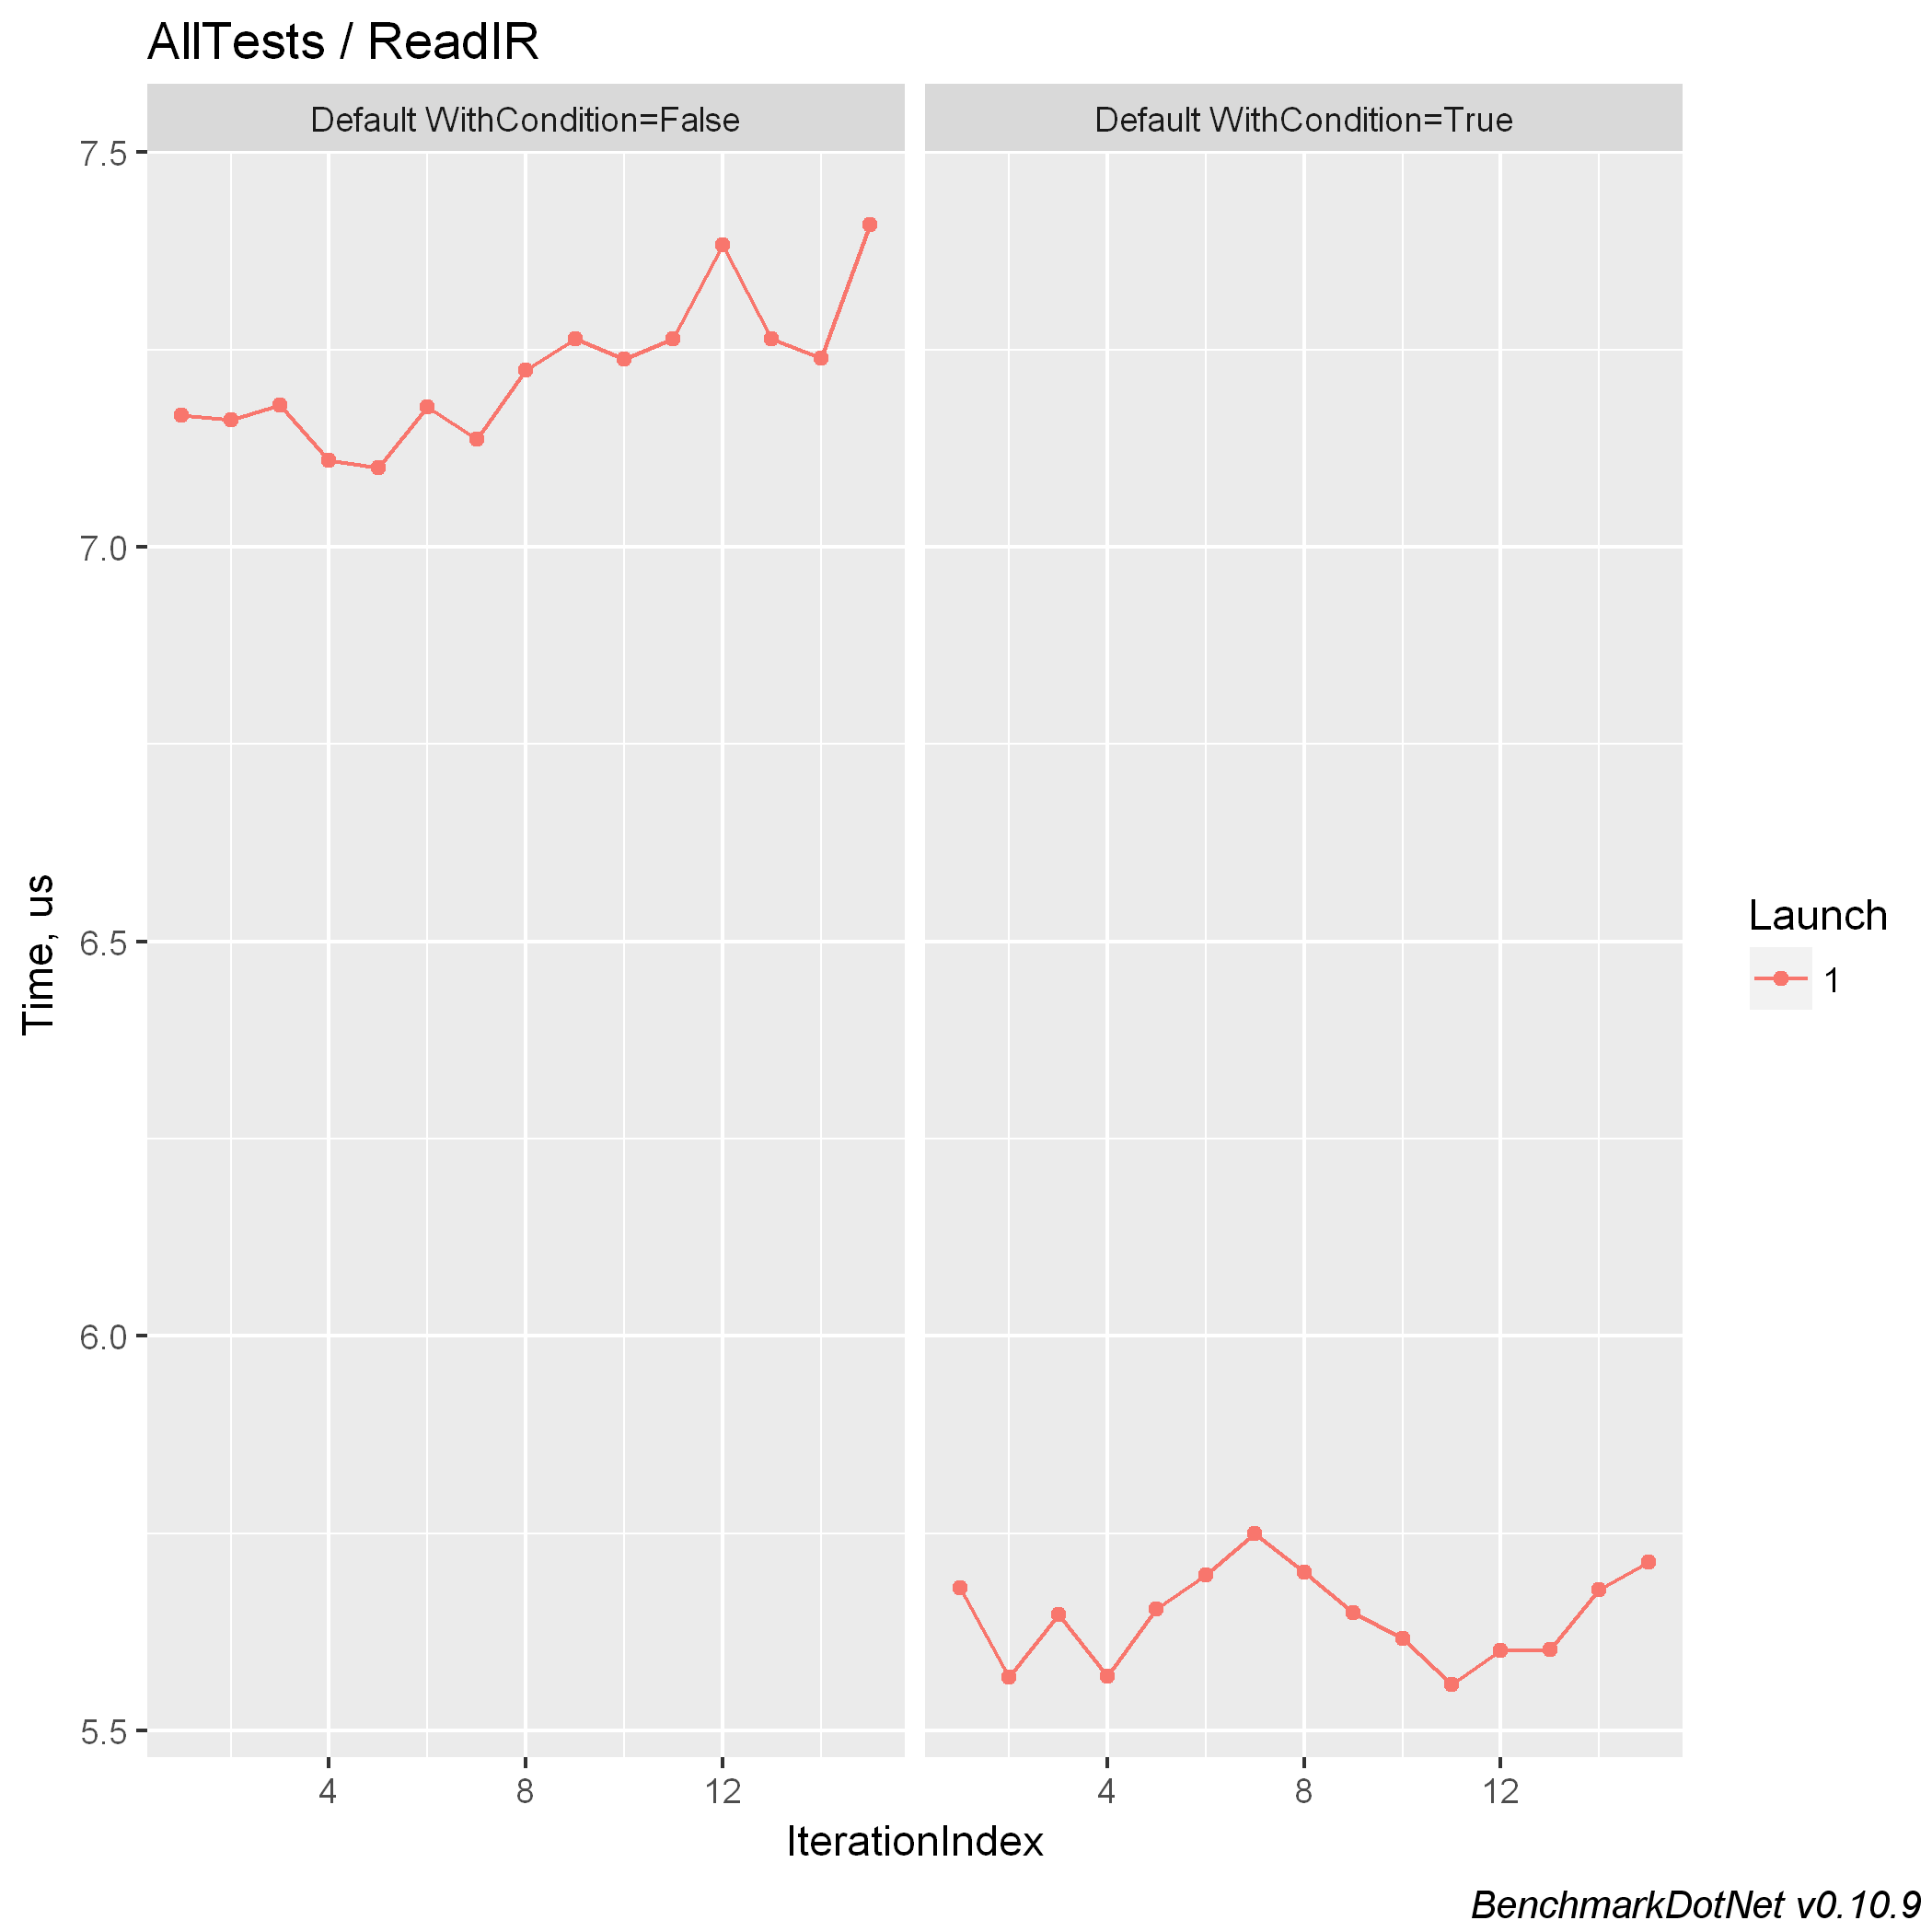 AllTests / ReadIR
Default WithCondition=False
Default WithCondition=True
7.5
7.0
6.5
6.0
5.5
Time, us
4
8
12
4
8
12
IterationIndex
Launch
1
BenchmarkDotNet v0.10.9